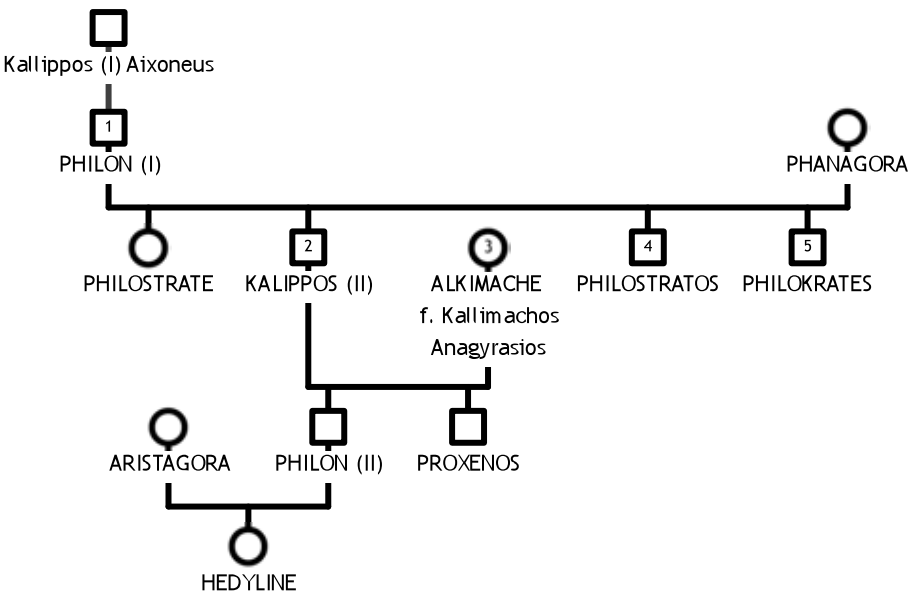 Kallippos (I) Aixoneus
1
PHILON (I)
PHANAGORA
2
3
4
5
PHILOSTRATE
KALIPPOS (II)
ALKIMACHE
PHILOSTRATOS
PHILOKRATES
f. Kallimachos
Anagyrasios
ARISTAGORA
PHILON (II)
PROXENOS
HEDYLINE